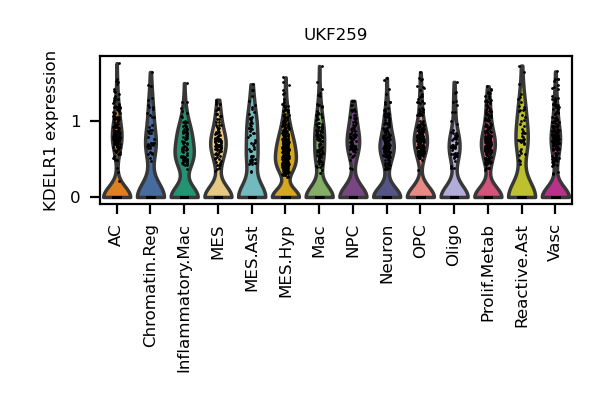 UKF259
KDELR1 expression
1
0
AC
Chromatin.Reg
Inflammatory.Mac
MES
MES.Ast
MES.Hyp
Mac
NPC
Neuron
OPC
Oligo
Prolif.Metab
Reactive.Ast
Vasc